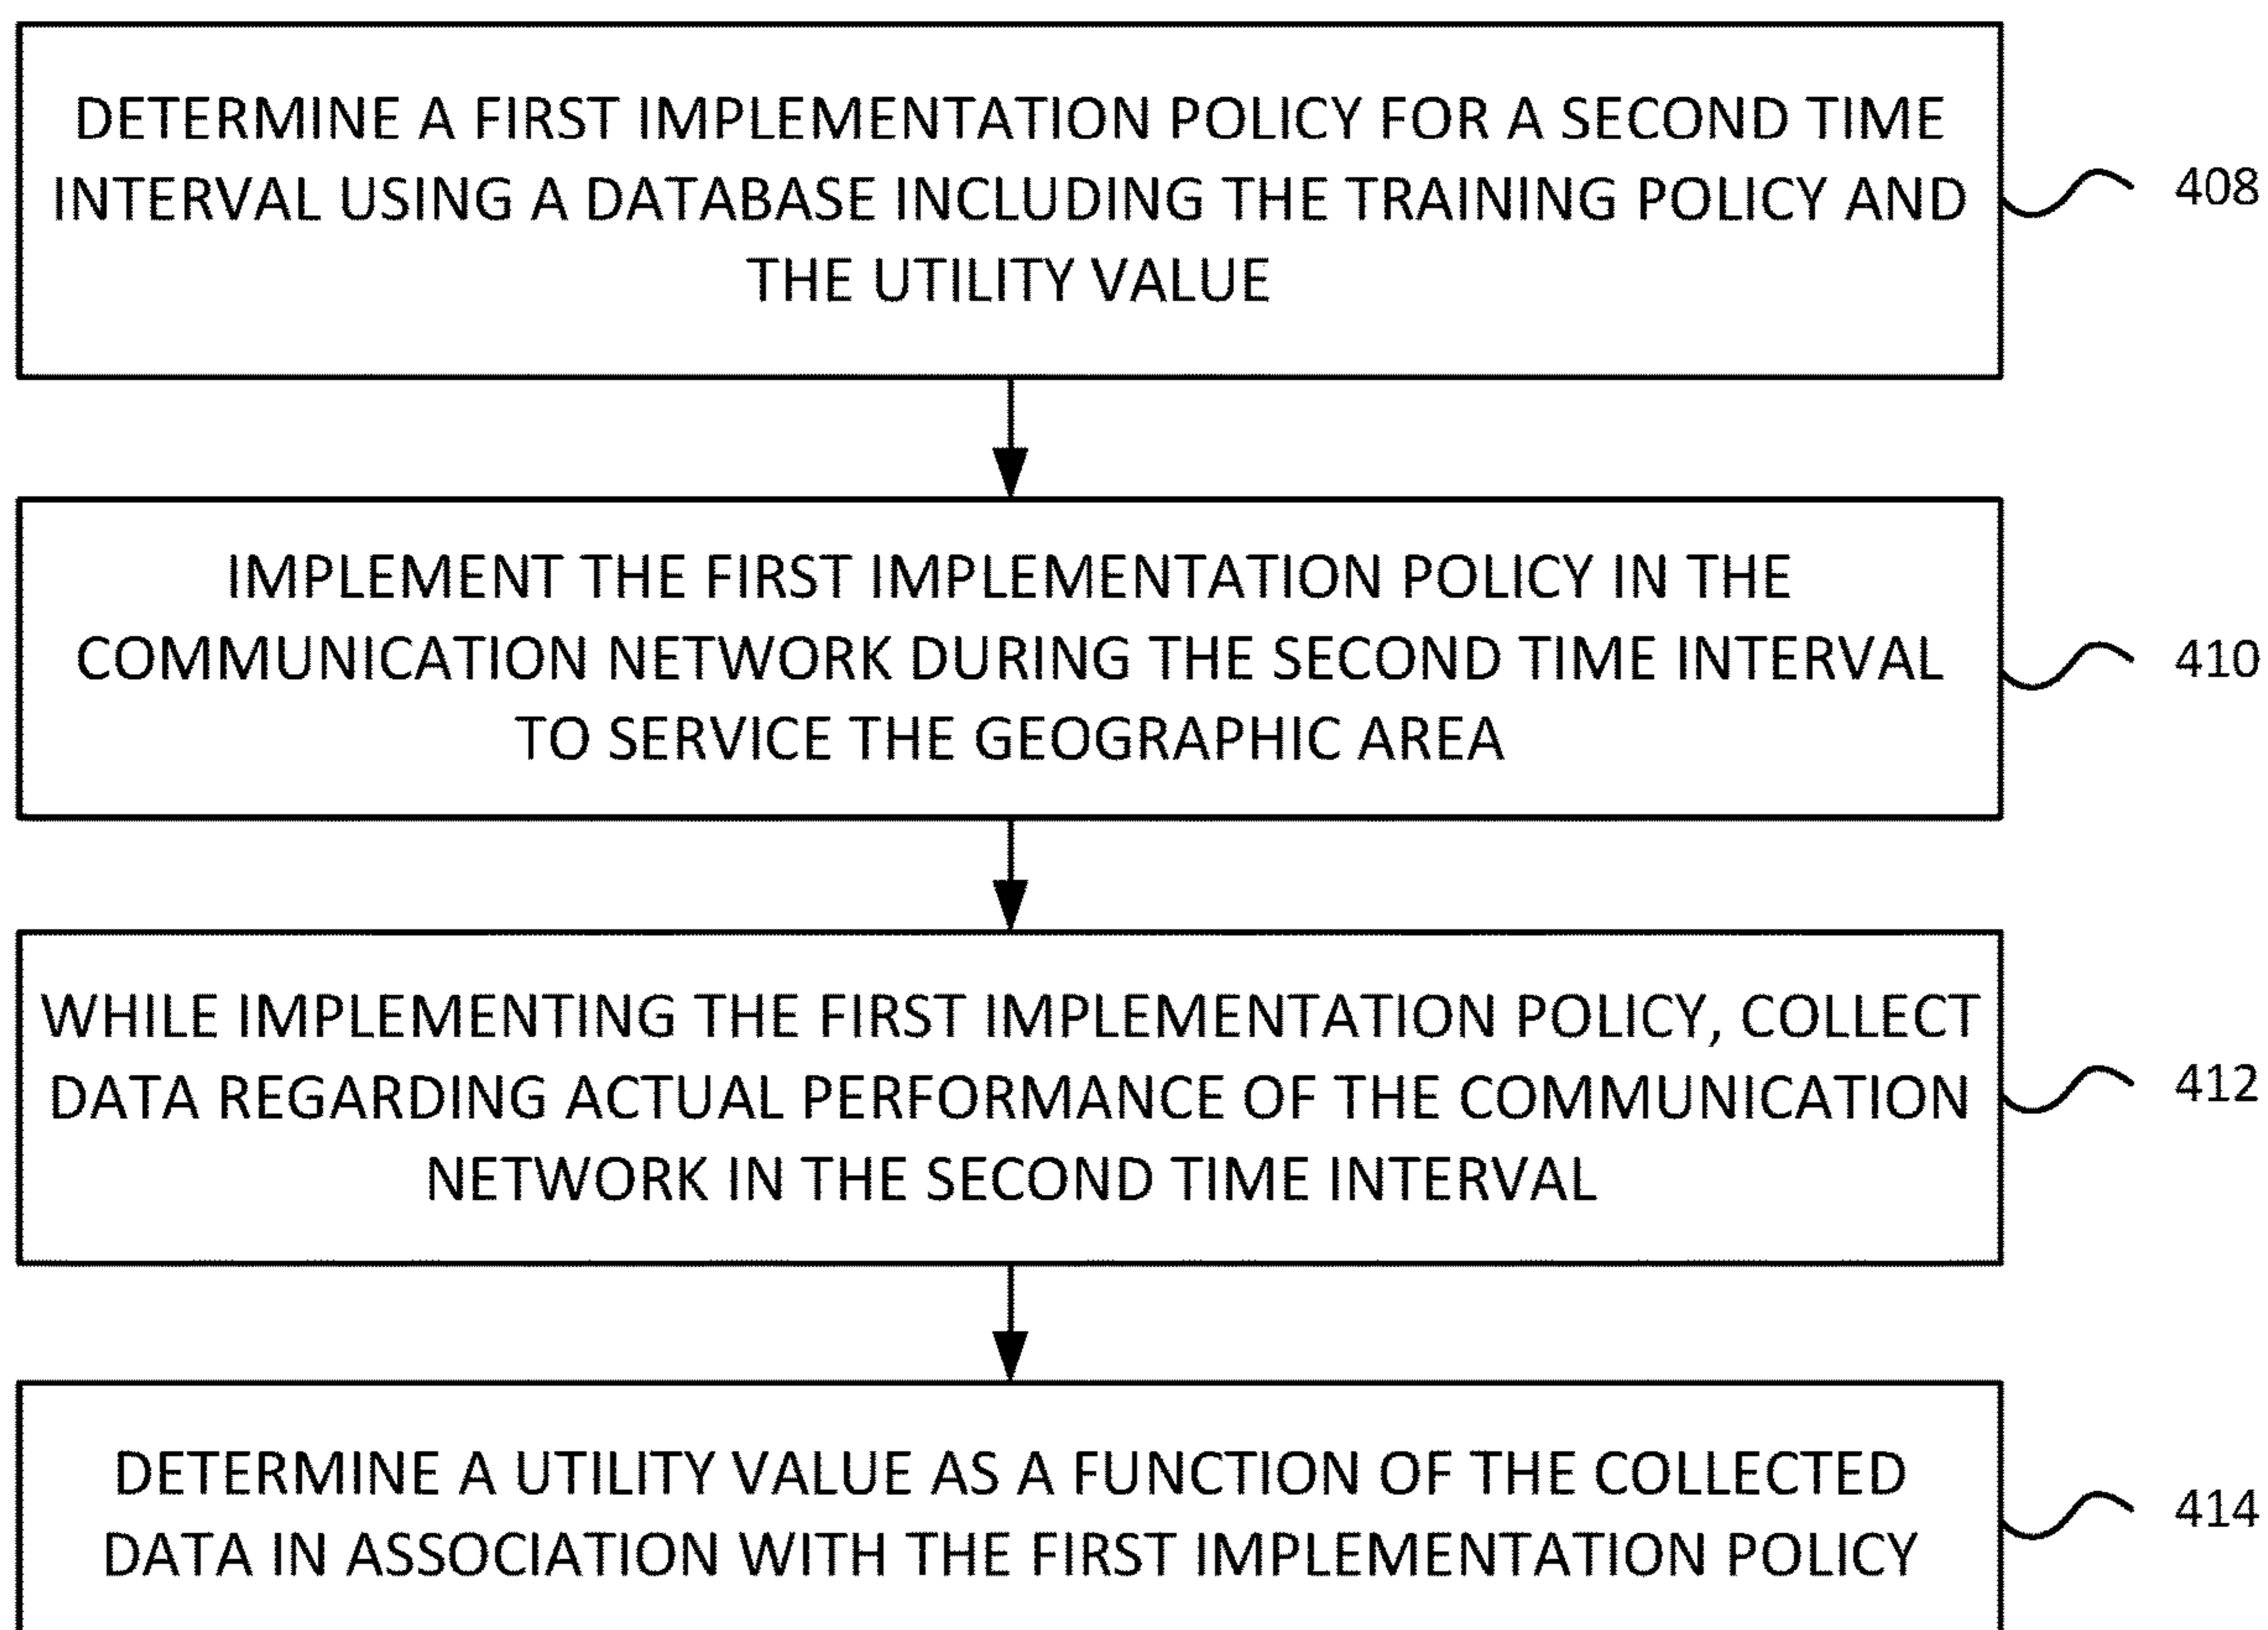 DETERMINE A FIRST IMPLEMENTATION POLICY FOR A SECOND TIME
INTERVAL USING A DATABASE INCLUDING THE TRAINING POLICY AND
THE UTILITY VALUE
408
IMPLEMENT THE FIRST IMPLEMENTATION POLICY IN THE
COMMUNICATION NETWORK DURING THE SECOND TIME INTERVAL
TO SERVICE THE GEOGRAPHIC AREA
410
WHILE IMPLEMENTING THE FIRST IMPLEMENTATION POLICY, COLLECT
DATA REGARDING ACTUAL PERFORMANCE OF THE COMMUNICATION
NETWORK IN THE SECOND TIME INTERVAL
412
DETERMINE A UTILITY VALUE AS A FUNCTION OF THE COLLECTED
DATA IN ASSOCIATION WITH THE FIRST IMPLEMENTATION POLICY
414